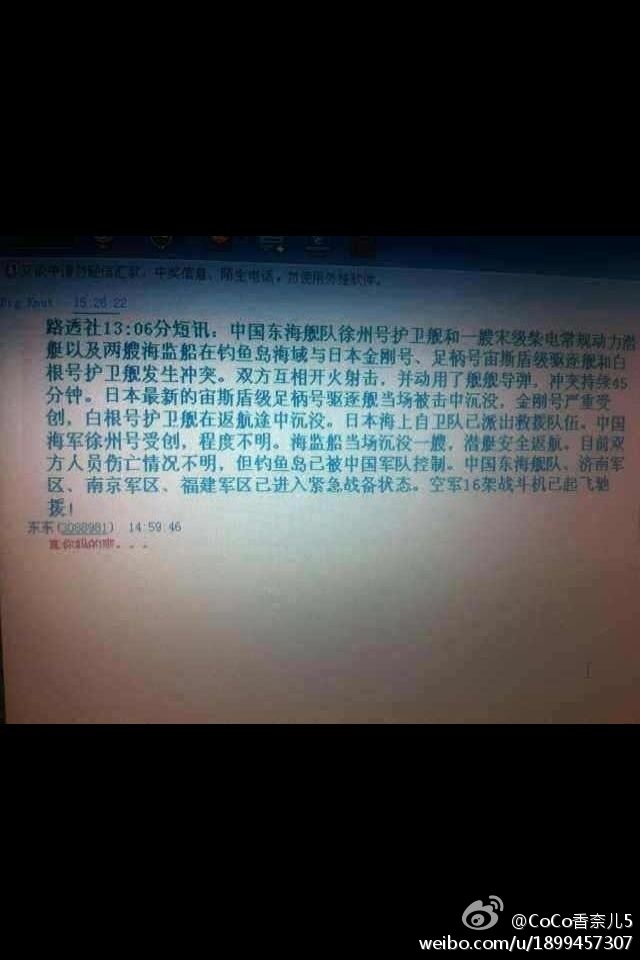 交谈中请勿轻信汇款、中奖信息、陌生电话，勿使用外挂软件。
15:26:22
路透社13:06分短讯：中国东海舰队徐州号护卫舰和一艘宋级柴电常规动力潜
艇以及两艘海监船在钓鱼岛海域与日本金刚号、足柄号宙斯盾级驱逐舰和白
根号护卫舰发生冲突。双方互相开火射击，并动用了舰舰导弹，冲突持续45
分钟。日本最新的宙斯盾级足柄号驱逐舰当场被击中沉没，金刚号严重受
创，白根号护卫舰在返航途中沉没。日本海上自卫队已派出救援队伍。中国
海军徐州号受创，程度不明。海监船当场沉没一艘，潜艇安全返航。目前双
方人员伤亡情况不明，但钓鱼岛已被中国军队控制。中国东海舰队、济南军
区、南京军区、福建军区已进入紧急战备状态。空军16架战斗机已起飞驰
援！
东东(3088981) 14:59:46
@CoCo香奈儿5
weibo.com/u/1899457307